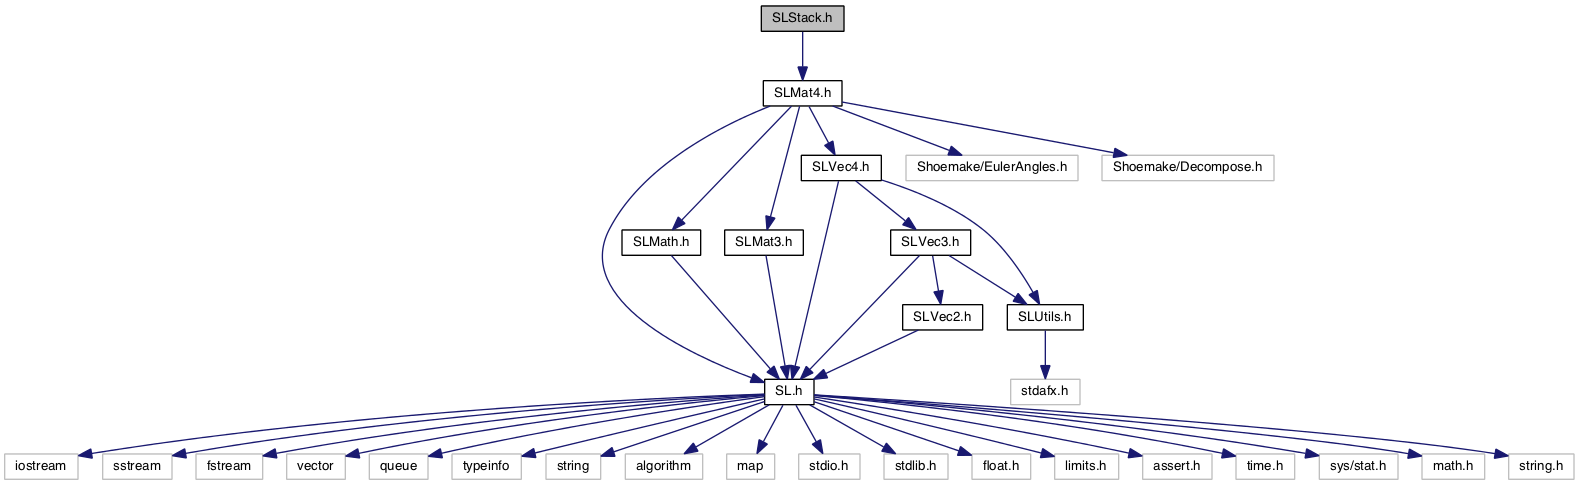 SLStack.h
SLMat4.h
SLVec4.h
Shoemake/EulerAngles.h
Shoemake/Decompose.h
SLMath.h
SLMat3.h
SLVec3.h
SLVec2.h
SLUtils.h
SL.h
stdafx.h
iostream
sstream
fstream
vector
queue
typeinfo
string
algorithm
map
stdio.h
stdlib.h
float.h
limits.h
assert.h
time.h
sys/stat.h
math.h
string.h